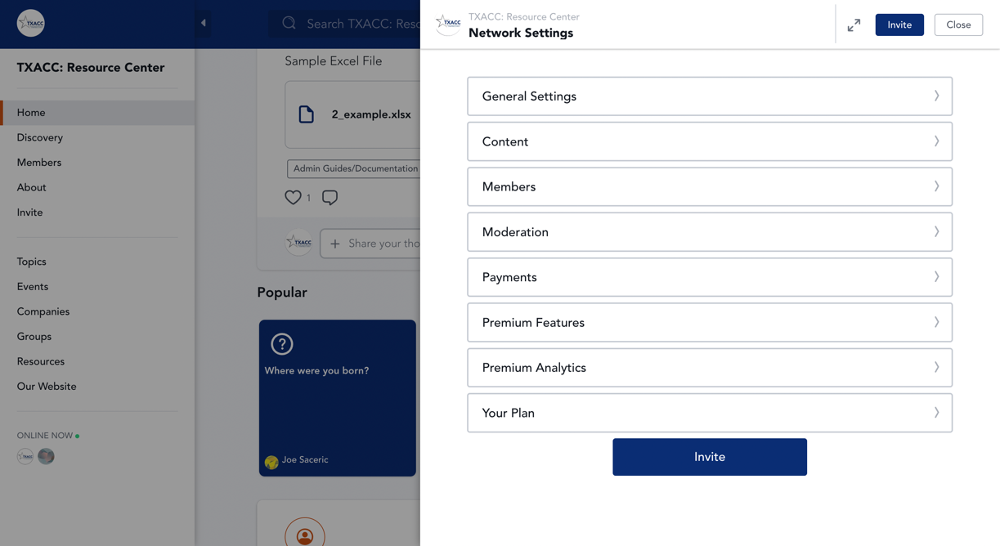 TXACC
Search TXACC: Reso
TXACC: Resource Center
Home
Discovery
Members
About
Invite
Topics
Events
Companies
Groups
Resources
Our Website
ONLINE NOW
TXACC
Sample Excel File
2_example.xlsx
Admin Guides/Documentation
1
TXACC
+ Share your tho
Popular
?
Where were you born?
Joe Saceric
TXACC
TXACC: Resource Center
Network Settings
Invite
Close
General Settings
Content
Members
Moderation
Payments
Premium Features
Premium Analytics
Your Plan
Invite